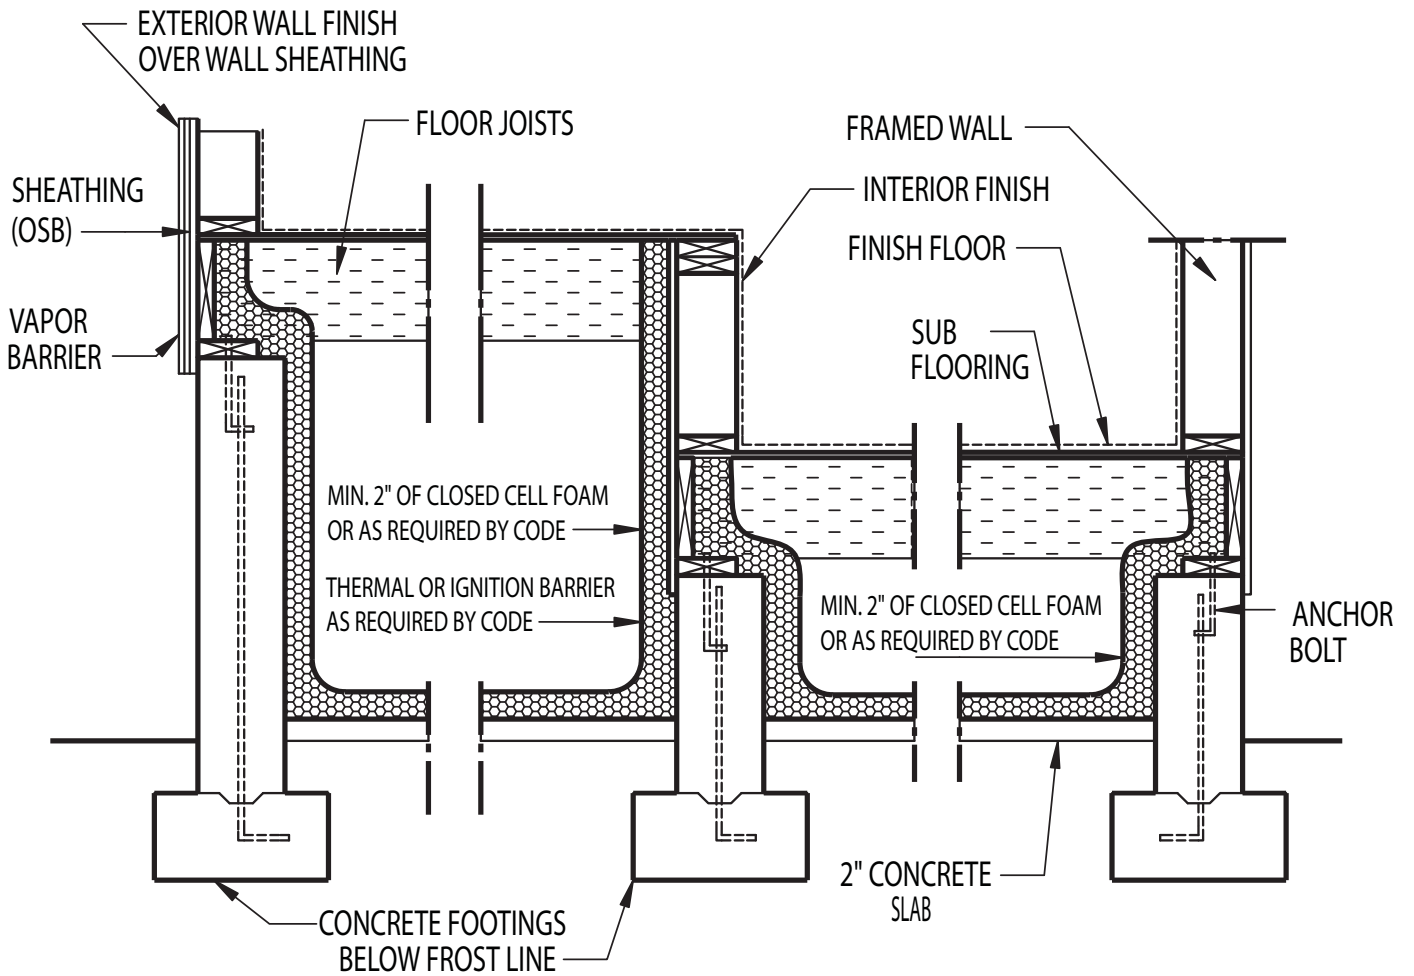 EXTERIOR WALL FINISH
OVER WALL SHEATHING
FLOOR JOISTS
FRAMED WALL
SHEATHING
(OSB)
INTERIOR FINISH
FINISH FLOOR
VAPOR
BARRIER
SUB
FLOORING
MIN. 2" OF CLOSED CELL FOAM
OR AS REQUIRED BY CODE
THERMAL OR IGNITION BARRIER
AS REQUIRED BY CODE
MIN. 2" OF CLOSED CELL FOAM
OR AS REQUIRED BY CODE
ANCHOR
BOLT
2" CONCRETE
SLAB
CONCRETE FOOTINGS
BELOW FROST LINE